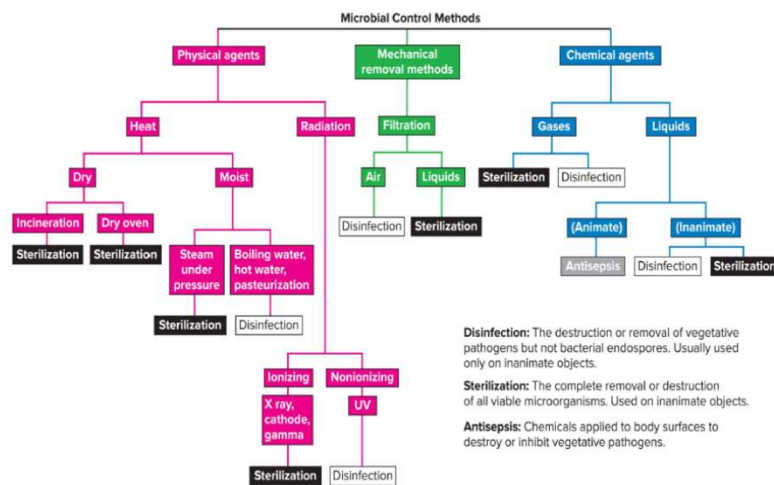 Microbial Control Methods
Physical agents
Mechanical
removal methods
Chemical agents
Heat
Radiation
Filtration
Gases
Liquids
Dry
Moist
Air
Liquids
Sterilization
Disinfection
Incineration
Dry oven
Disinfection
Sterilization
(Animate)
(Inanimate)
Sterilization
Sterilization
Steam
under
pressure
Boiling water,
hot water,
pasteurization
Antisepsis
Disinfection
Sterilization
Sterilization
Disinfection
Ionizing
Nonionizing
X ray,
cathode,
gamma
UV
Sterilization
Disinfection
Disinfection: The destruction or removal of vegetative
pathogens but not bacterial endospores. Usually used
only on inanimate objects.
Sterilization: The complete removal or destruction
of all viable microorganisms. Used on inanimate objects.
Antisepsis: Chemicals applied to body surfaces to
destroy or inhibit vegetative pathogens.